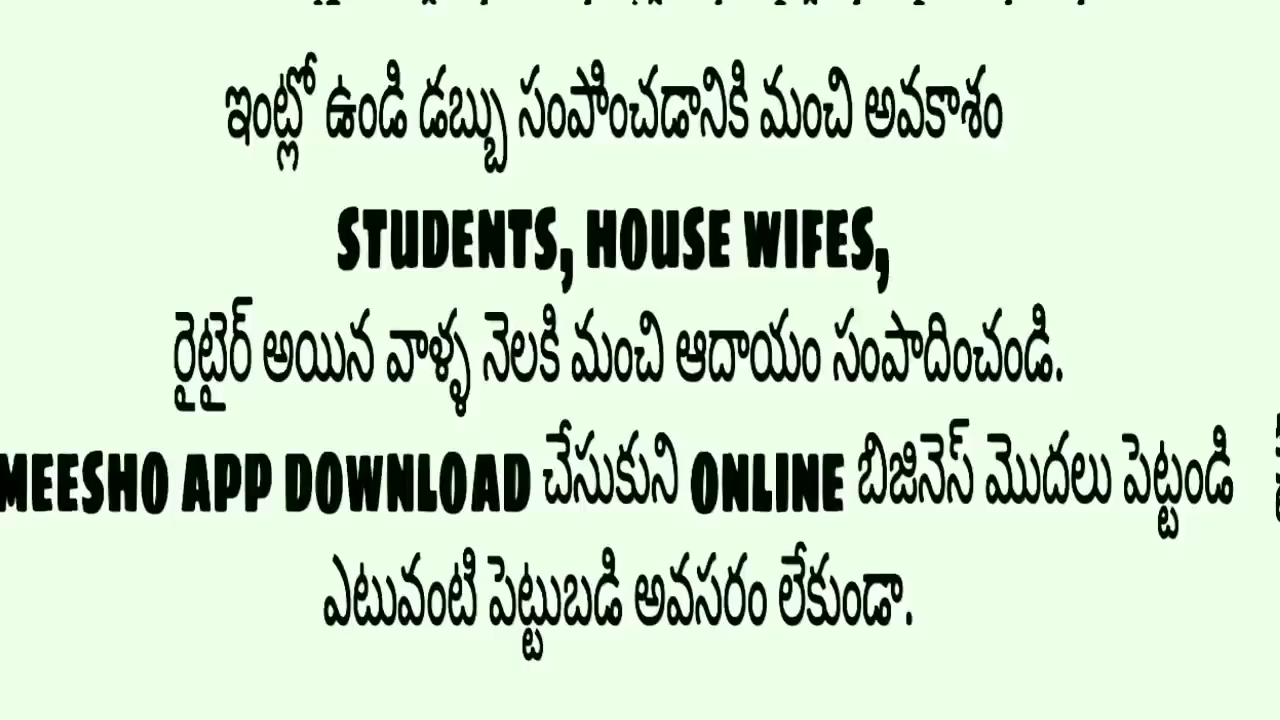 ఇంట్లో ఉండి డబ్బు సంపాించడానికి మంచి అవకాశం
STUDENTS, HOUSE WIFES,
రైటైర్ అయిన వాళ్ళ నెలకి మంచి ఆదాయం సంపాదించండి.
MEESHO APP DOWNLOAD చేసుకుని ONLINE బిజినెస్ మొదలు పెట్టండి
ఎటువంటి పెట్టుబడి అవసరం లేకుండా.